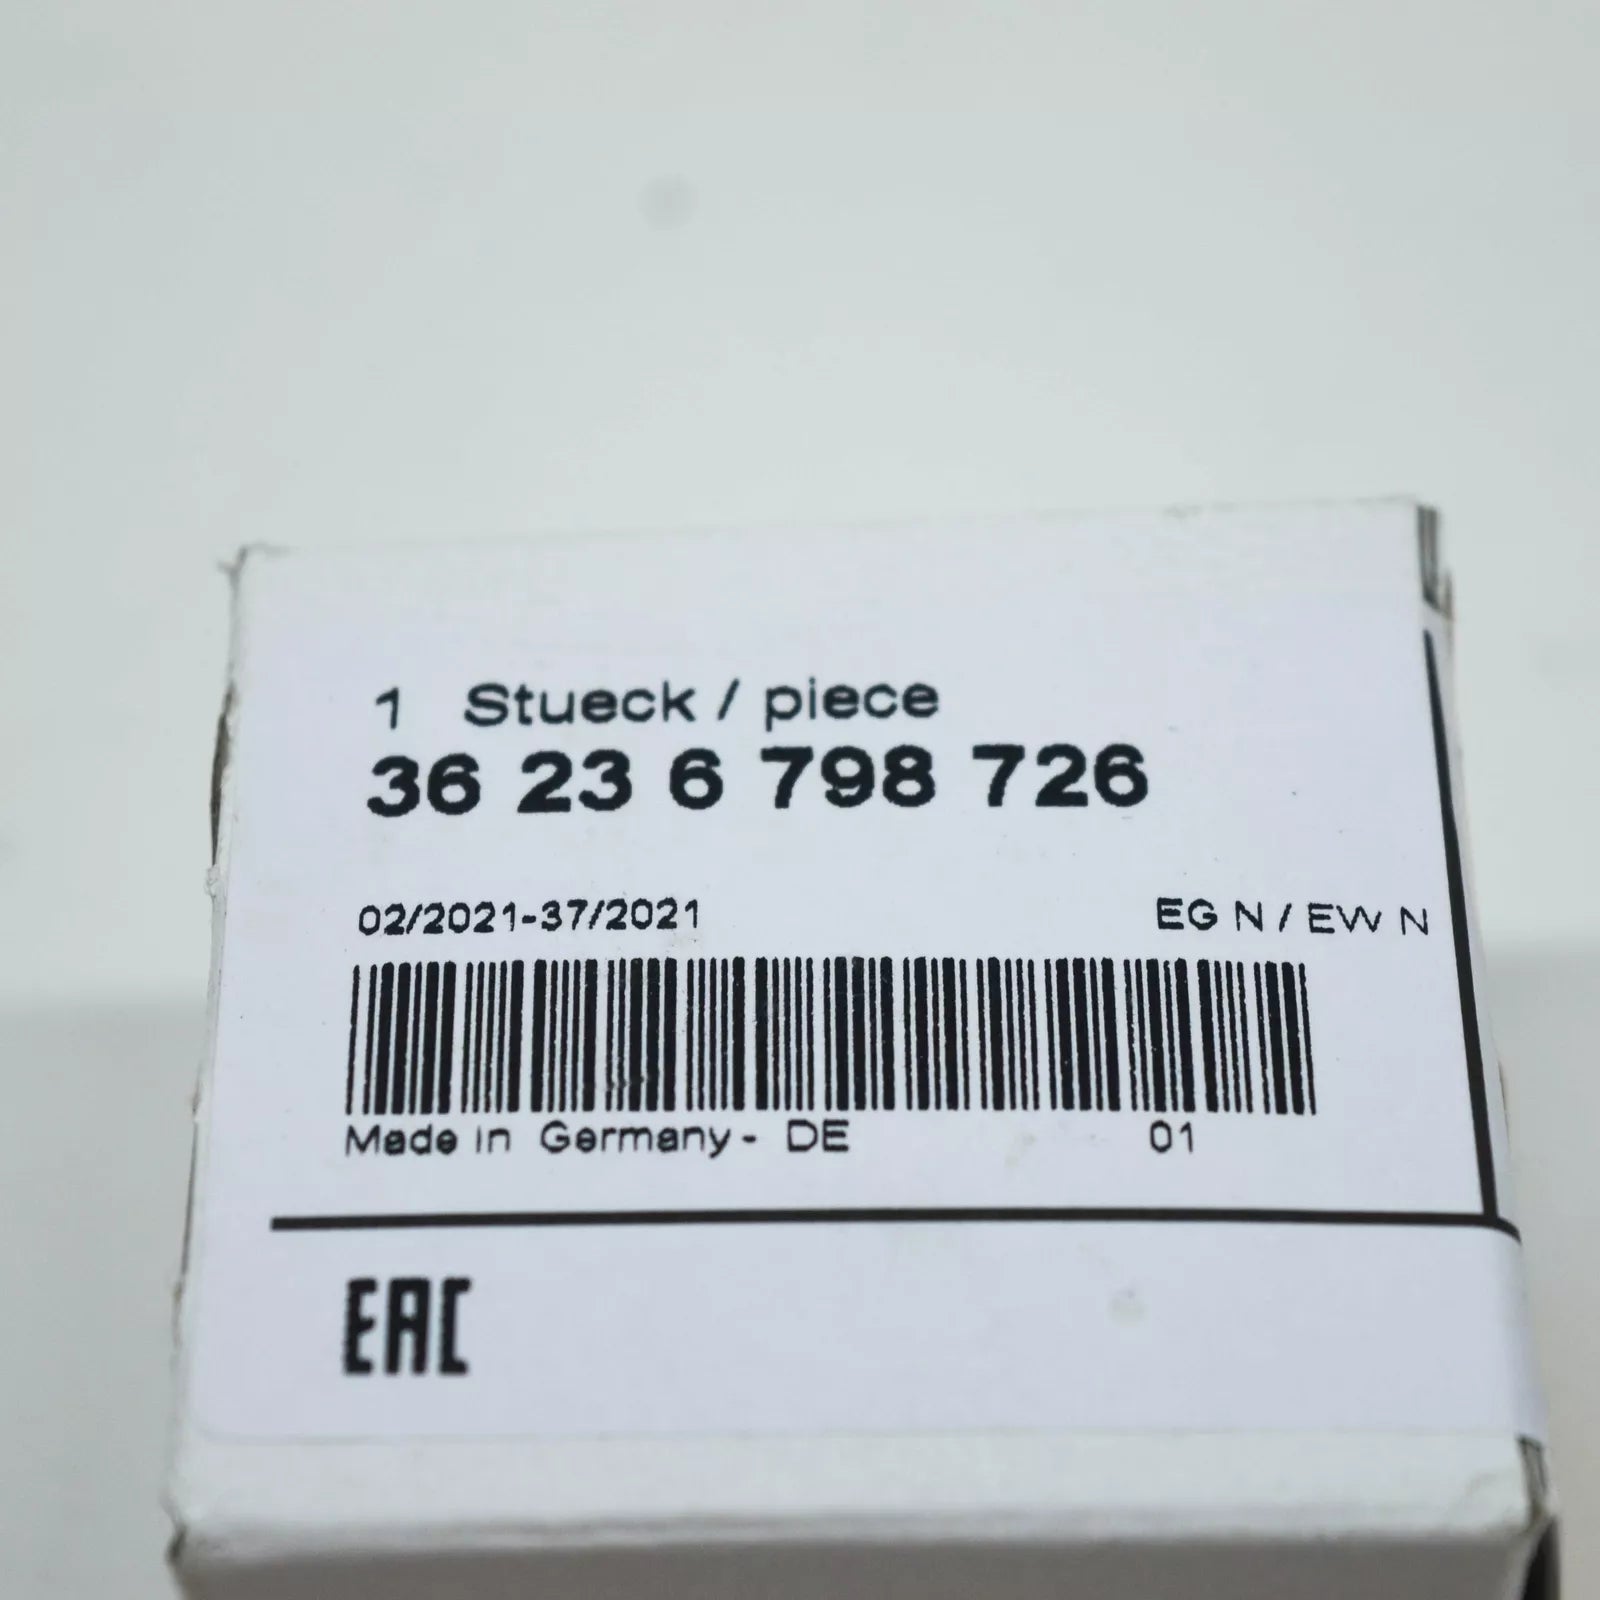 1 Stueck / piece
36 23 6 798 726
02/2021-37/2021 EG N / EW N
Made in Germany - DE 01
EAC